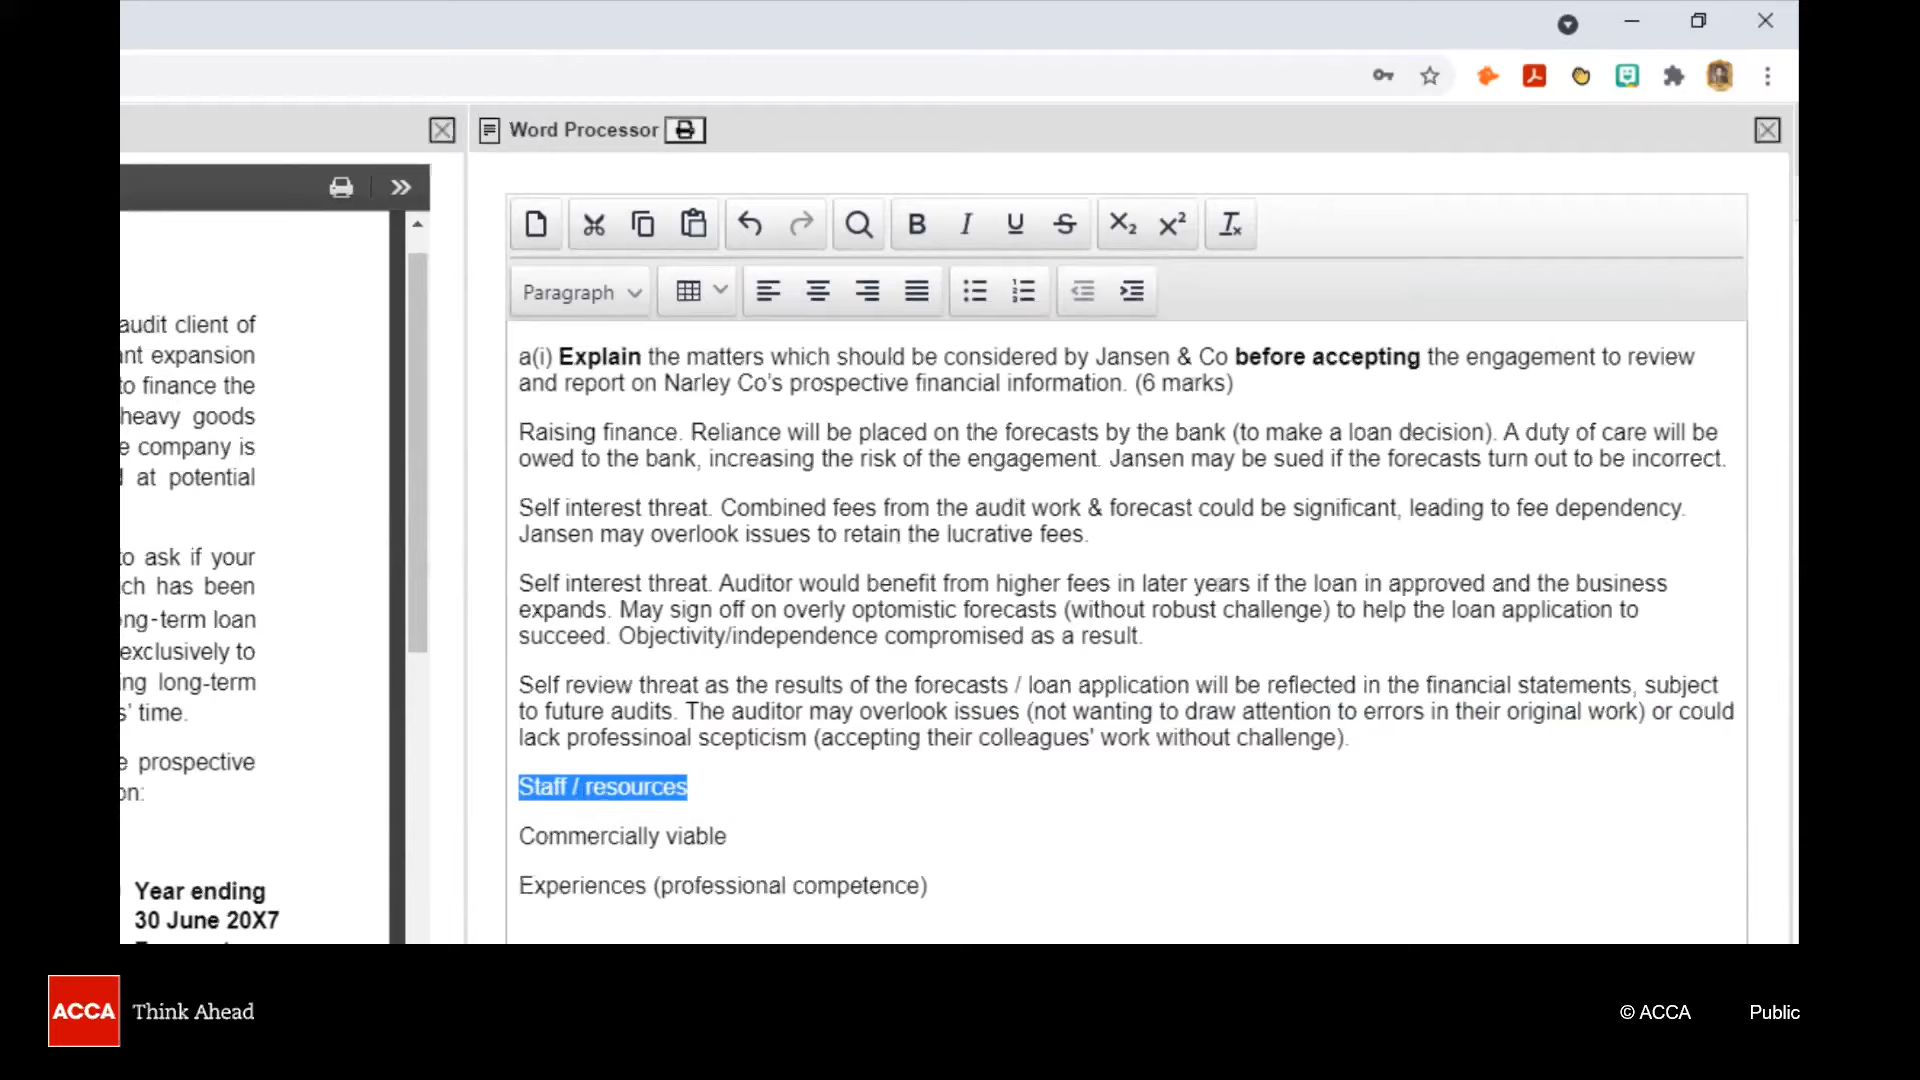 Word Processor
Paragraph
audit client of
ant expansion
to finance the
heavy goods
e company is
at potential
to ask if your
ch has been
ng-term loan
exclusively to
ing long-term
s' time.
e prospective
on:
Year ending
30 June 20X7
a(i) Explain the matters which should be considered by Jansen & Co before accepting the engagement to review
and report on Narley Co's prospective financial information. (6 marks)
Raising finance. Reliance will be placed on the forecasts by the bank (to make a loan decision). A duty of care will be
owed to the bank, increasing the risk of the engagement. Jansen may be sued if the forecasts turn out to be incorrect.
Self interest threat. Combined fees from the audit work & forecast could be significant, leading to fee dependency.
Jansen may overlook issues to retain the lucrative fees.
Self interest threat. Auditor would benefit from higher fees in later years if the loan in approved and the business
expands. May sign off on overly optomistic forecasts (without robust challenge) to help the loan application to
succeed. Objectivity/independence compromised as a result.
Self review threat as the results of the forecasts / loan application will be reflected in the financial statements, subject
to future audits. The auditor may overlook issues (not wanting to draw attention to errors in their original work) or could
lack professinoal scepticism (accepting their colleagues' work without challenge).
Staff / resources
Commercially viable
Experiences (professional competence)
ACCA Think Ahead
© ACCA Public